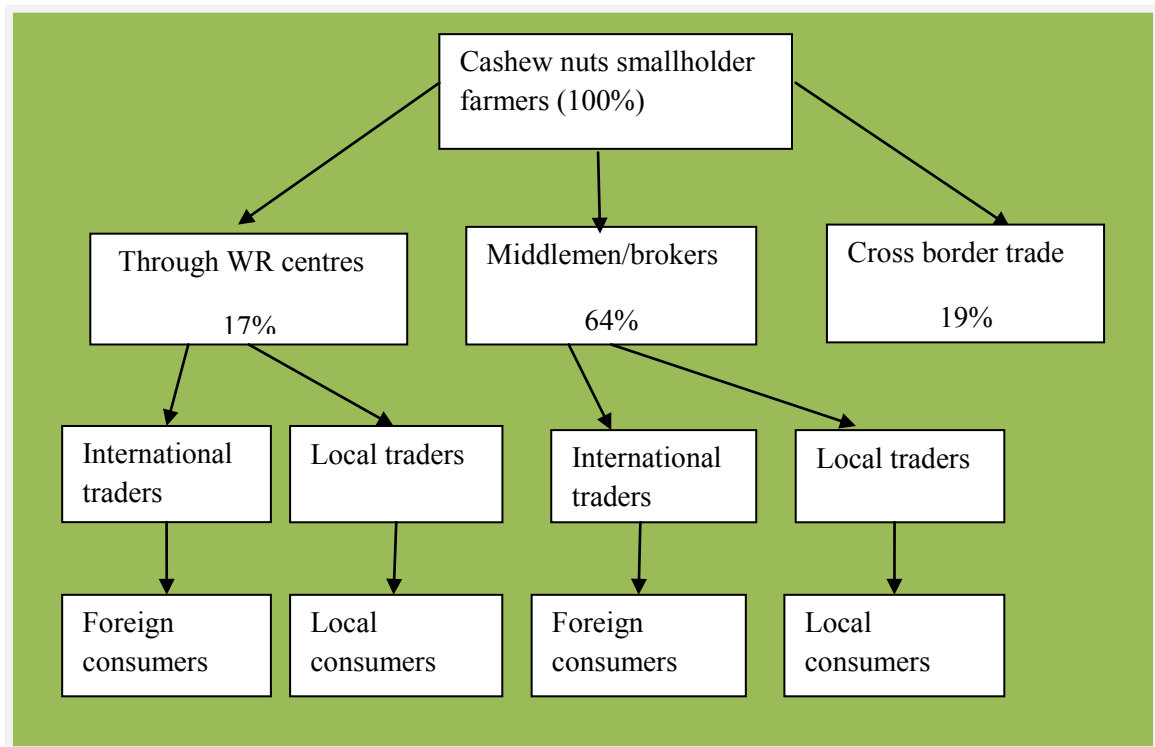 Cashew nuts smallholder
farmers (100%)
Through WR centres
17%
Middlemen/brokers
64%
Cross border trade
19%
International
traders
Local traders
International
traders
Local traders
Foreign
consumers
Local
consumers
Foreign
consumers
Local
consumers